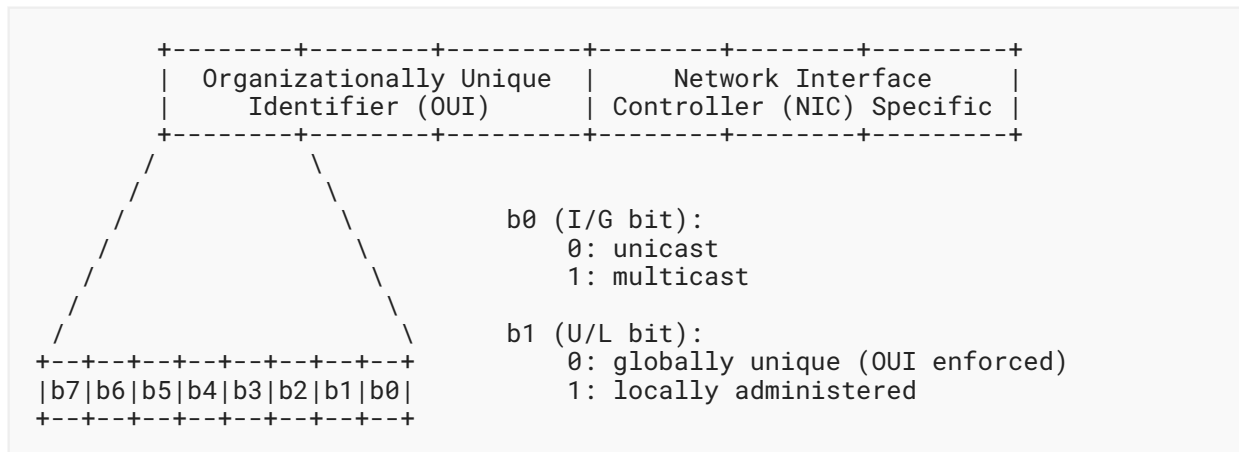 +--------+--------+---------+--------+--------+---------+
|  Organizationally Unique  |     Network Interface     |
|     Identifier (OUI)      | Controller (NIC) Specific |
+--------+--------+---------+--------+--------+---------+
/          \
/            \
/              \          b0 (I/G bit):
/                \             0: unicast
/                  \            1: multicast
/                    \
/                      \      b1 (U/L bit):
+--+--+--+--+--+--+--+--+          0: globally unique (OUI enforced)
|b7|b6|b5|b4|b3|b2|b1|b0|          1: locally administered
+--+--+--+--+--+--+--+--+